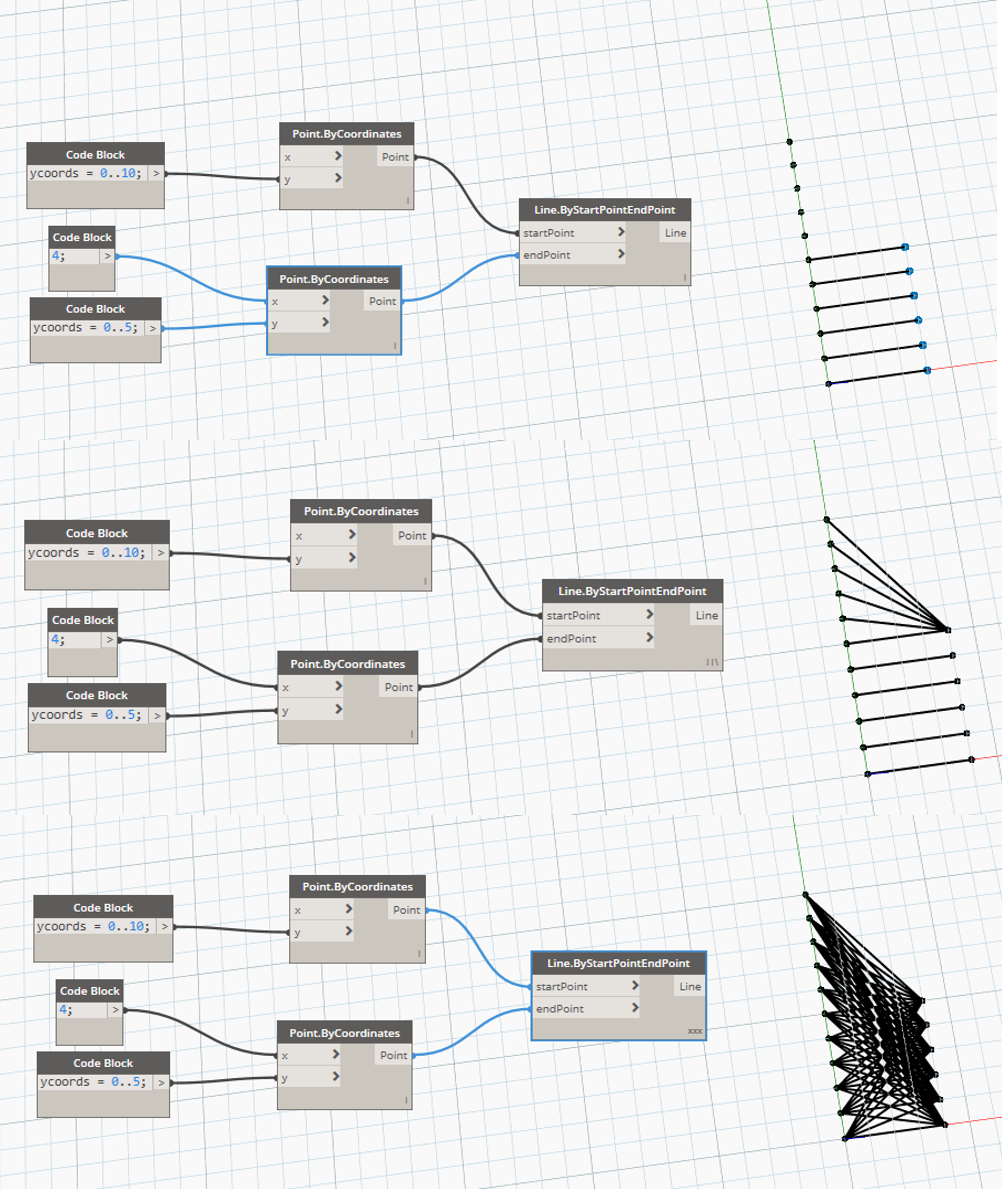 Point.ByCoordinates
Code Block
x > Point
ycoords = 0..10; >
y >
l
Line.ByStartPointEndPoint
Code Block
startPoint > Line
4; >
endPoint >
Point.ByCoordinates
l
Code Block
x > Point
ycoords = 0..5; >
y >
l
Point.ByCoordinates
Code Block
x > Point
ycoords = 0..10; >
y >
l
Line.ByStartPointEndPoint
Code Block
startPoint > Line
4; >
endPoint >
Point.ByCoordinates
ll\
Code Block
x > Point
ycoords = 0..5; >
y >
l
Point.ByCoordinates
Code Block
x > Point
ycoords = 0..10; >
y >
l
Line.ByStartPointEndPoint
Code Block
startPoint > Line
4; >
endPoint >
Point.ByCoordinates
xxx
Code Block
x > Point
ycoords = 0..5; >
y >
l